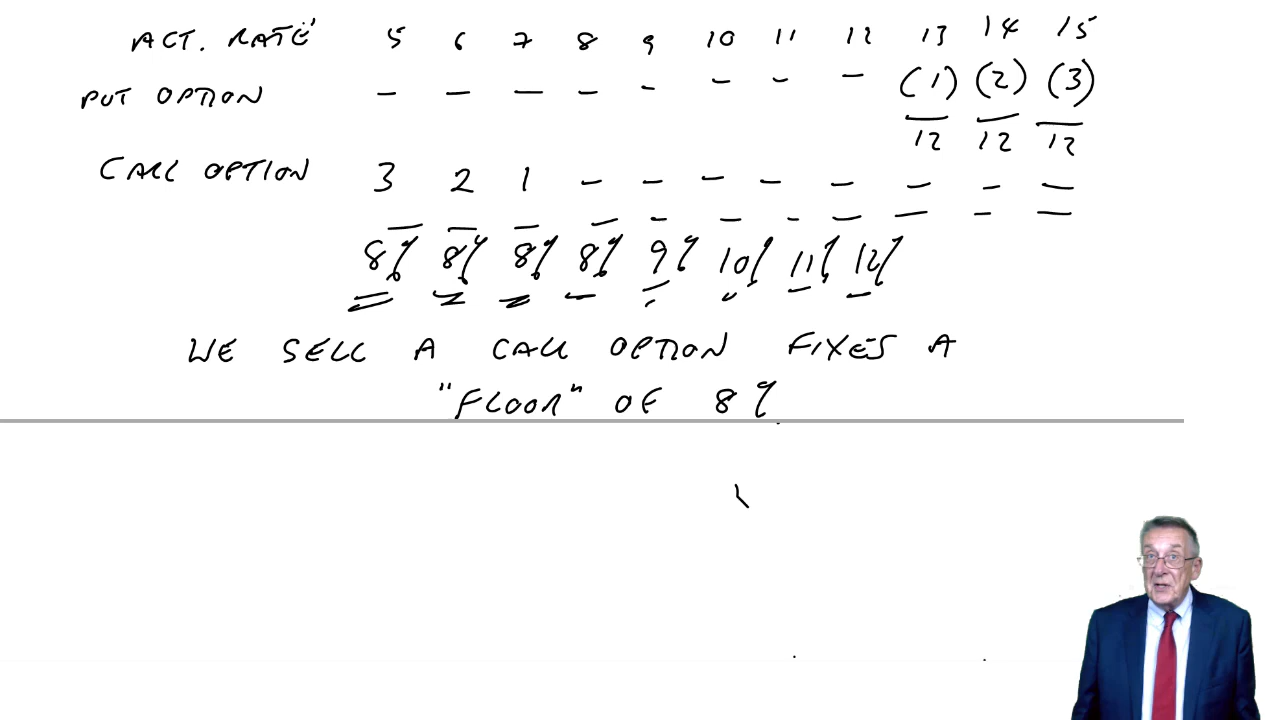 ACT. RATE 5 6 7 8 9 10 11 12 13 14 15
PUT OPTION – – – – – – – – (1) (2) (3)
12 12 12
CALL OPTION 3 2 1 – – – – – – – –
8% 8% 8% 8% 9% 10% 11% 12%
WE SELL A CALL OPTION FIXES A
"FLOOR" OF 8%